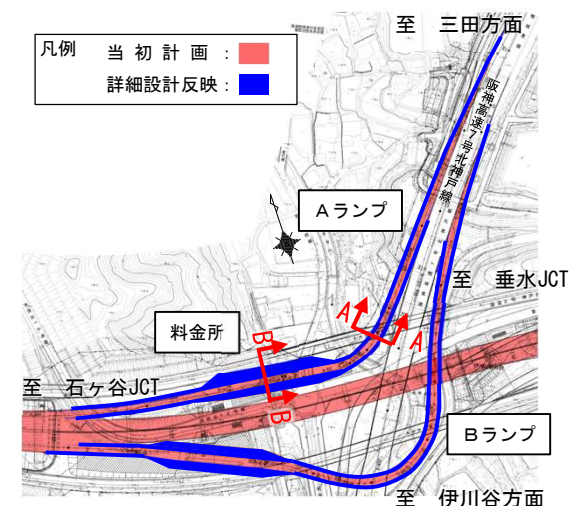 至 三田方面
凡例 当初計画：
詳細設計反映：
阪神高速7号北神戸線
Aランプ
至 垂水JCT
A A
料金所
B
至 石ヶ谷JCT
B
Bランプ
至 伊川谷方面